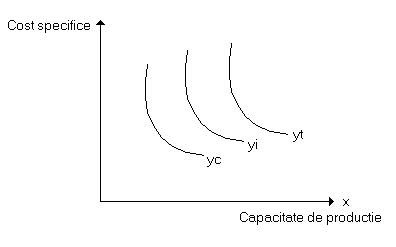 Cost specifice
yt
yi
yc
x
Capacitate de productie